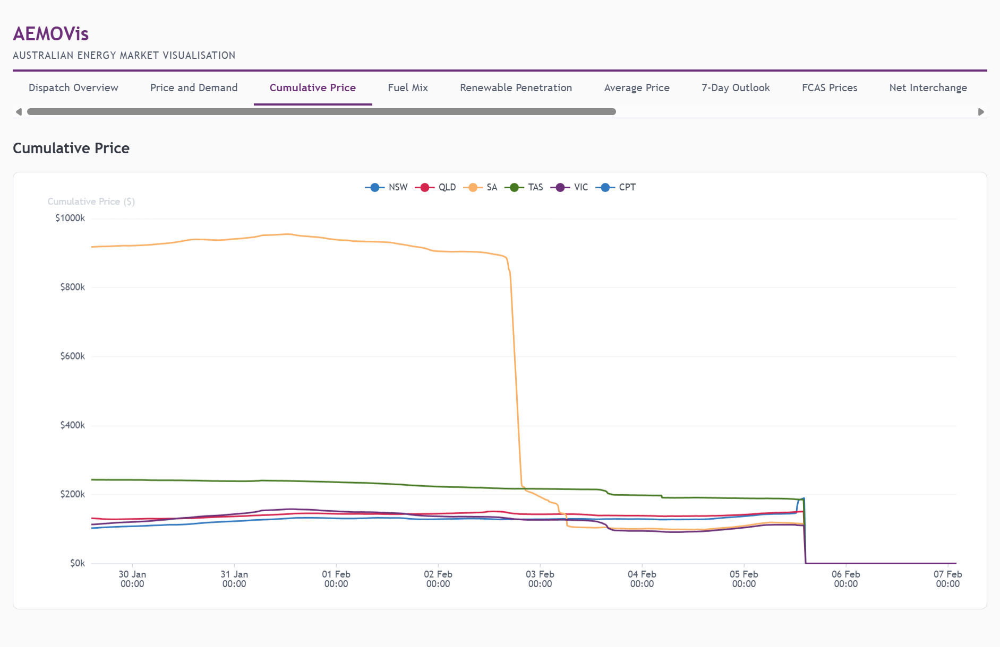 AEMOVis
AUSTRALIAN ENERGY MARKET VISUALISATION
Dispatch Overview Price and Demand Cumulative Price Fuel Mix Renewable Penetration Average Price 7-Day Outlook FCAS Prices Net Interchange
Cumulative Price
NSW QLD SA TAS VIC CPT
Cumulative Price ($)
$1000k
$800k
$600k
$400k
$200k
$0k
30 Jan 31 Jan 01 Feb 02 Feb 03 Feb 04 Feb 05 Feb 06 Feb 07 Feb
00:00 00:00 00:00 00:00 00:00 00:00 00:00 00:00 00:00